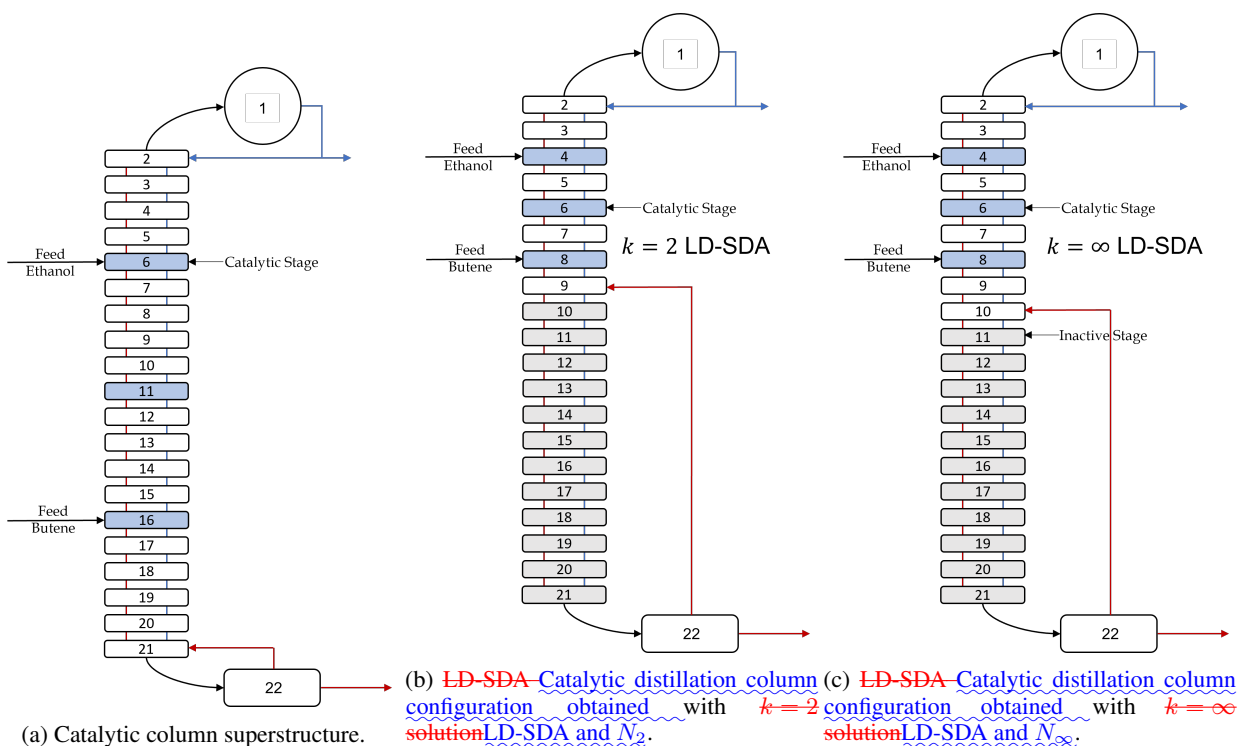 1
2
3
4
5
6
7
8
9
10
11
12
13
14
15
16
17
18
19
20
21
22
Feed
Ethanol
Catalytic Stage
Feed
Butene
(a) Catalytic column superstructure.
1
2
3
4
5
6
7
8
9
10
11
12
13
14
15
16
17
18
19
20
21
22
Feed
Ethanol
Catalytic Stage
k = 2 LD-SDA
Feed
Butene
(b) LD-SDA Catalytic distillation column
configuration obtained with k = 2
solutionLD-SDA and N₂.
1
2
3
4
5
6
7
8
9
10
11
12
13
14
15
16
17
18
19
20
21
22
Feed
Ethanol
Catalytic Stage
k = ∞ LD-SDA
Feed
Butene
Inactive Stage
(c) LD-SDA Catalytic distillation column
configuration obtained with k = ∞
solutionLD-SDA and N∞.